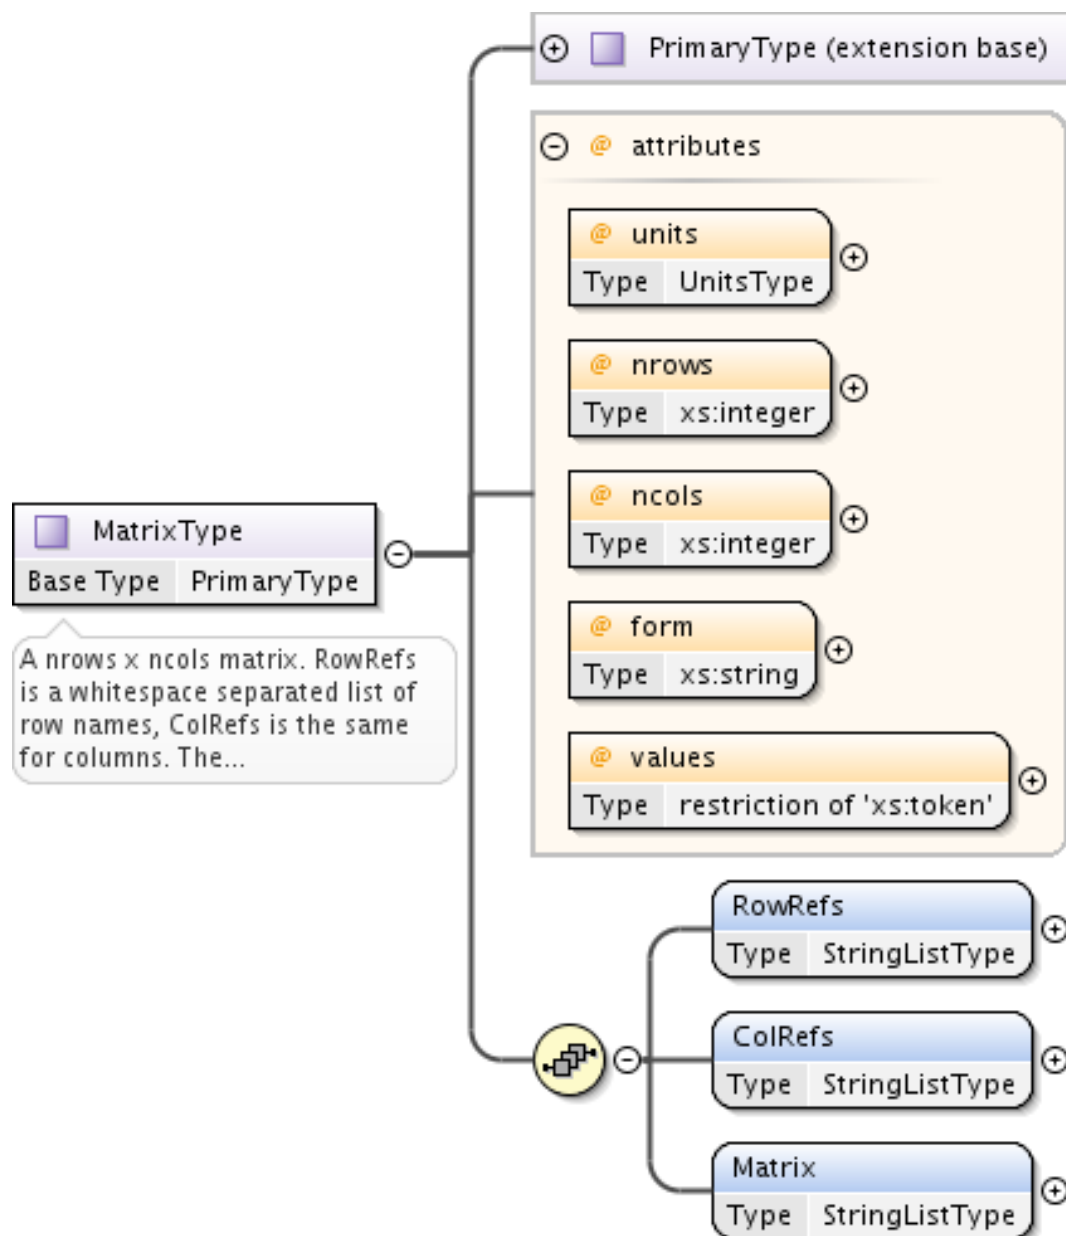 PrimaryType (extension base)
@ attributes
@ units
Type UnitsType
@ nrows
Type xs:integer
@ ncols
Type xs:integer
MatrixType
Base Type PrimaryType
A nrows x ncols matrix. RowRefs
is a whitespace separated list of
row names, ColRefs is the same
for columns. The...
@ form
Type xs:string
@ values
Type restriction of 'xs:token'
RowRefs
Type StringListType
ColRefs
Type StringListType
Matrix
Type StringListType